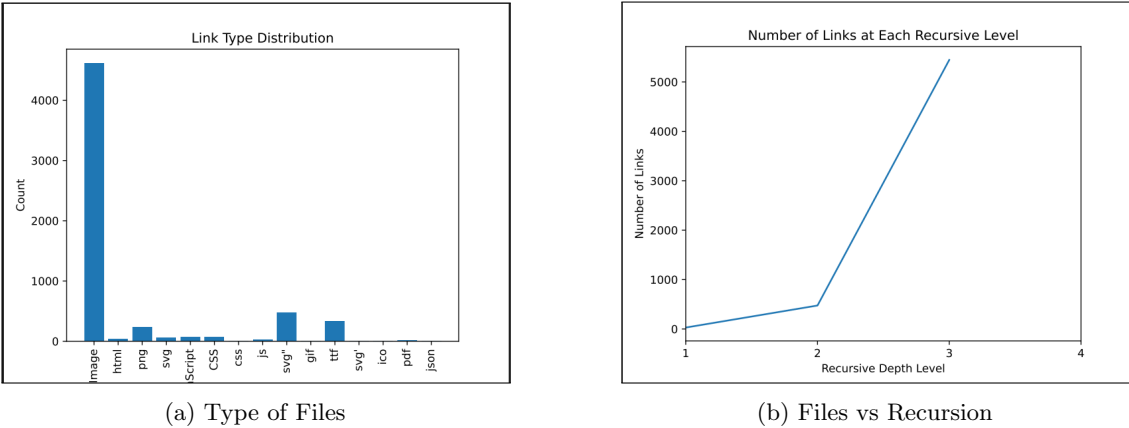 Link Type Distribution
Count
4000
3000
2000
1000
0
Image
html
png
svg
aScript
CSS
css
js
svg"
gif
ttf
svg'
ico
pdf
json
(a) Type of Files
Number of Links at Each Recursive Level
Number of Links
5000
4000
3000
2000
1000
0
1 2 3 4
Recursive Depth Level
(b) Files vs Recursion